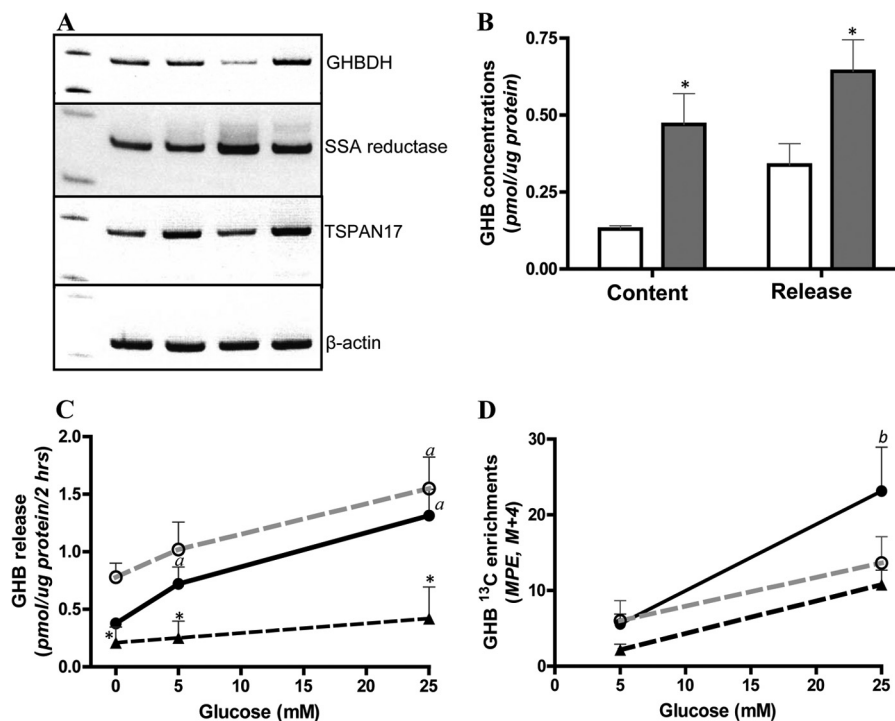 A
GHBDH
SSA reductase
TSPAN17
β-actin
B
GHB concentrations
(pmol/ug protein)
0.75
0.50
0.25
0.00
*
*
Content
Release
C
GHB release
(pmol/ug protein/2 hrs)
2.0
1.5
1.0
0.5
0.0
a
a
a
*
*
*
0
5
10
15
20
25
Glucose (mM)
D
GHB ¹³C enrichments
(MPE, M+4)
30
20
10
0
b
0
5
10
15
20
25
Glucose (mM)